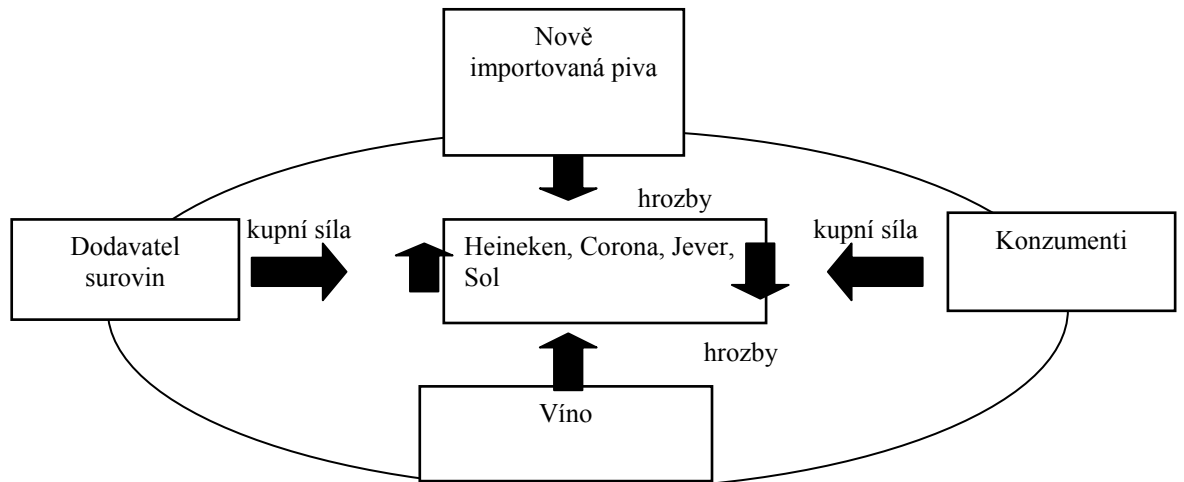 Nově
importovaná piva
hrozby
Dodavatel
surovin
kupní síla
Heineken, Corona, Jever,
Sol
kupní síla
Konzumenti
hrozby
Víno